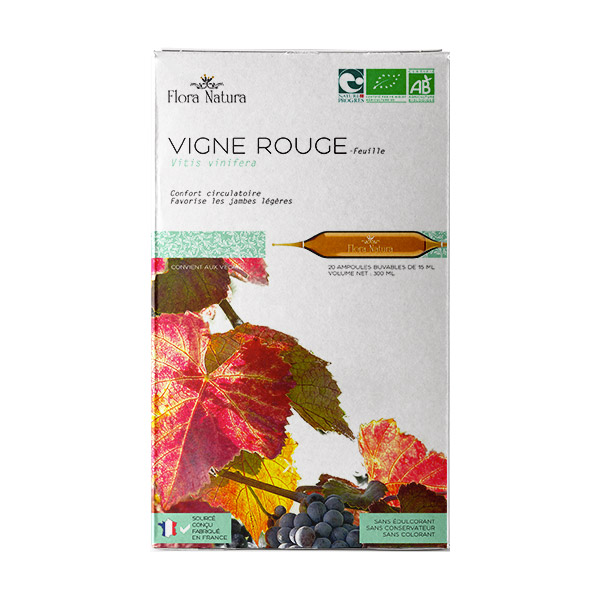 Flora Natura
NATURE & PROGRÈS
AB
VIGNE ROUGE - Feuille
Vitis vinifera
Confort circulatoire
Favorise les jambes légères
Flora Natura
CONVIENT AUX
20 AMPOULES BUVABLES DE 15 ML
VOLUME NET : 300 ML
SOURCÉ
CONÇU
FABRIQUÉ
EN FRANCE
SANS ÉDULCORANT
SANS CONSERVATEUR
SANS COLORANT